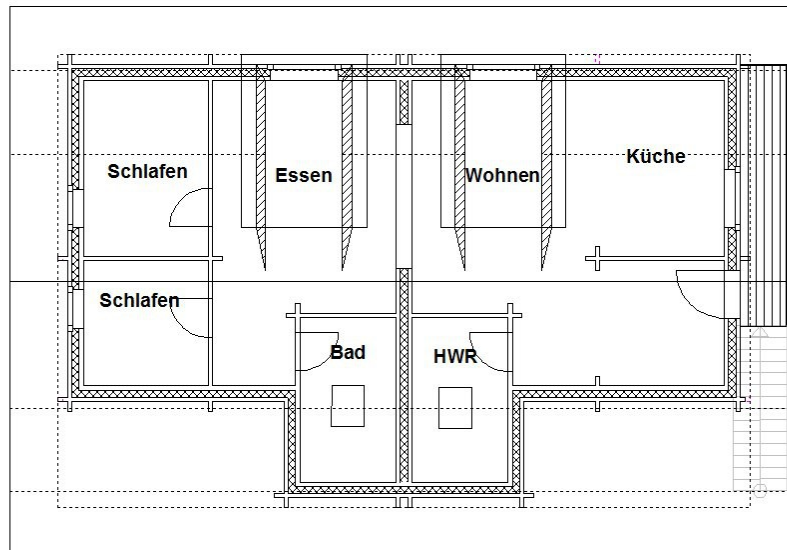 Küche
Schlafen
Essen
Wohnen
Schlafen
Bad
HWR